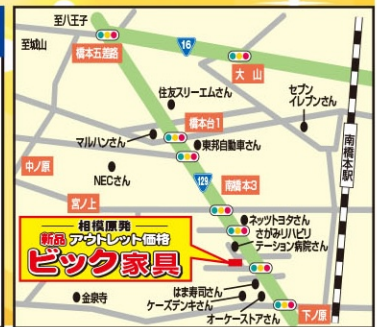 至八王子
至城山
橋本五差路
16
大山
住友スリーエムさん
セブン
イレブンさん
橋本台1
マルハンさん
東邦自動車さん
中ノ原
NECさん
129
南橋本3
南橋本駅
宮ノ上
ネッツトヨタさん
さがみリハビリ
テーション病院さん
相模原発
新品アウトレット価格
ビック家具
はま寿司さん
金泉寺
ケーズデンキさん
オーケーストアさん
下ノ原